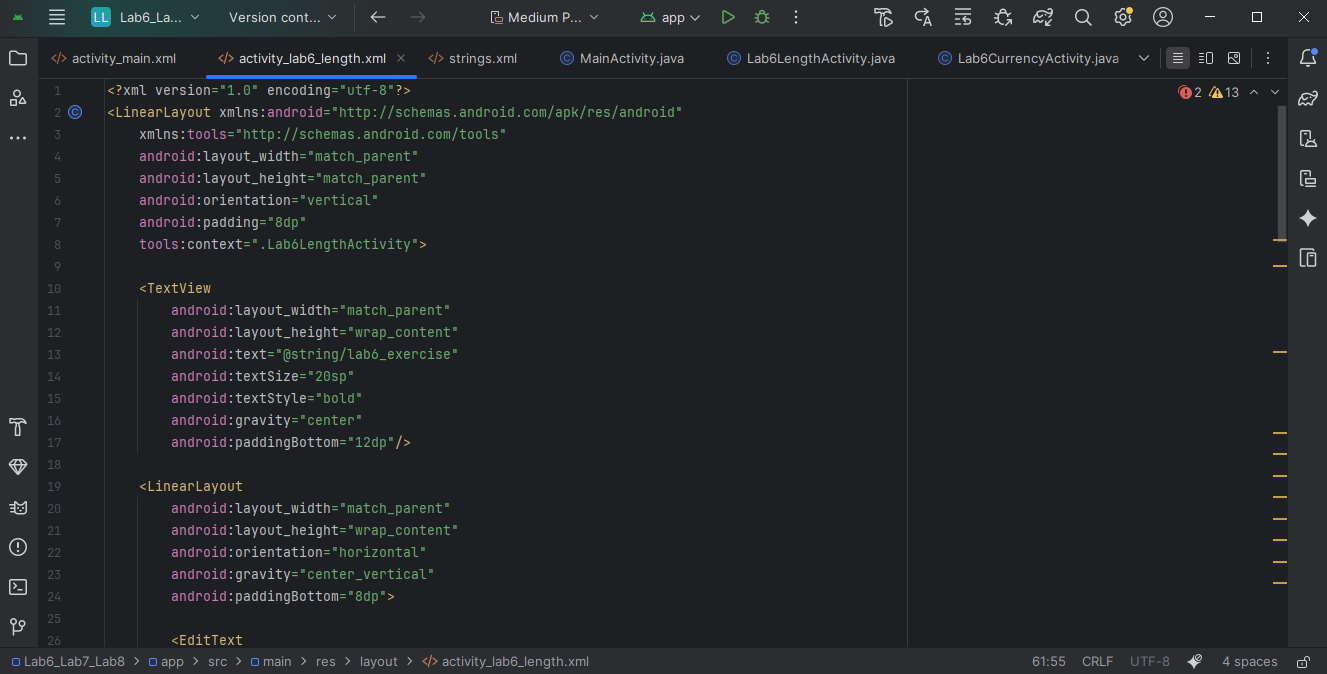 LL Lab6_La... Version cont... Medium P... app
activity_main.xml activity_lab6_length.xml strings.xml MainActivity.java Lab6LengthActivity.java Lab6CurrencyActivity.java
2 13
1 <?xml version="1.0" encoding="utf-8"?>
2 <LinearLayout xmlns:android="http://schemas.android.com/apk/res/android"
3 xmlns:tools="http://schemas.android.com/tools"
4 android:layout_width="match_parent"
5 android:layout_height="match_parent"
6 android:orientation="vertical"
7 android:padding="8dp"
8 tools:context=".Lab6LengthActivity">
9
10 <TextView
11 android:layout_width="match_parent"
12 android:layout_height="wrap_content"
13 android:text="@string/lab6_exercise"
14 android:textSize="20sp"
15 android:textStyle="bold"
16 android:gravity="center"
17 android:paddingBottom="12dp"/>
18
19 <LinearLayout
20 android:layout_width="match_parent"
21 android:layout_height="wrap_content"
22 android:orientation="horizontal"
23 android:gravity="center_vertical"
24 android:paddingBottom="8dp">
25
26 <EditText
Lab6_Lab7_Lab8 > app > src > main > res > layout > activity_lab6_length.xml 61:55 CRLF UTF-8 4 spaces